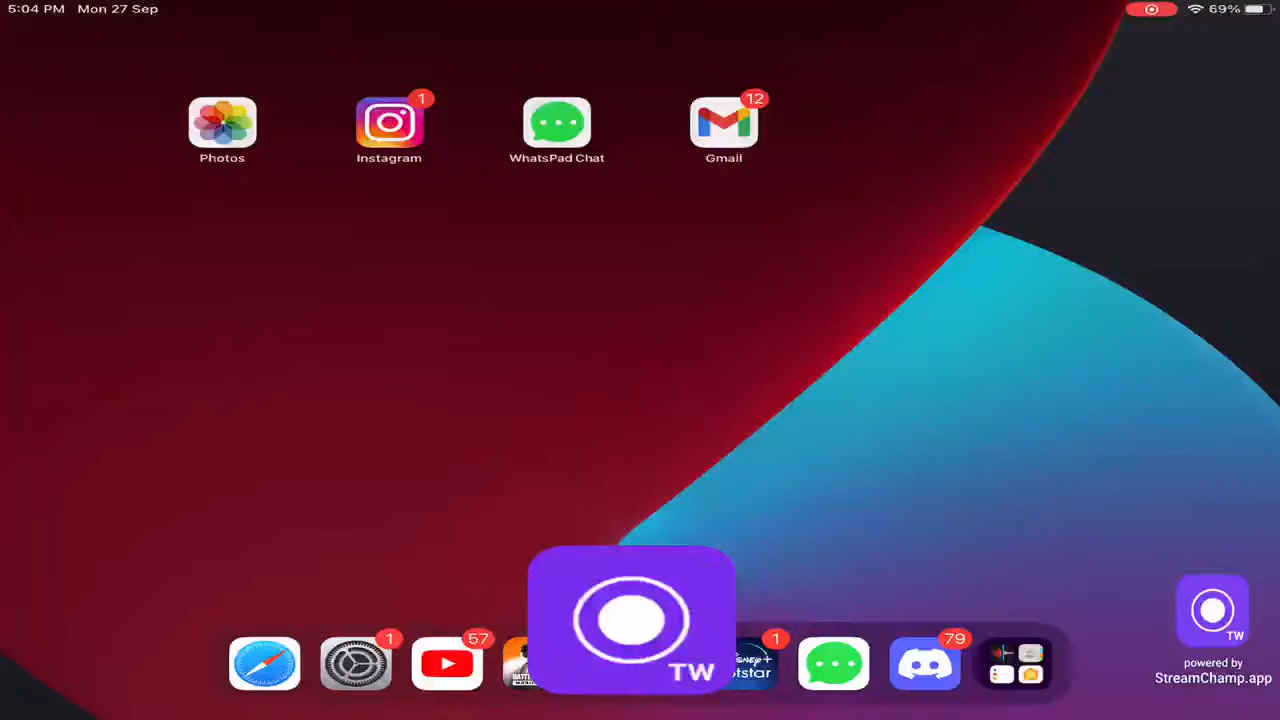 5:04 PM Mon 27 Sep
69%
1
12
Photos
Instagram
WhatsPad Chat
Gmail
1
57
TW
1
79
TW
powered by
StreamChamp.app